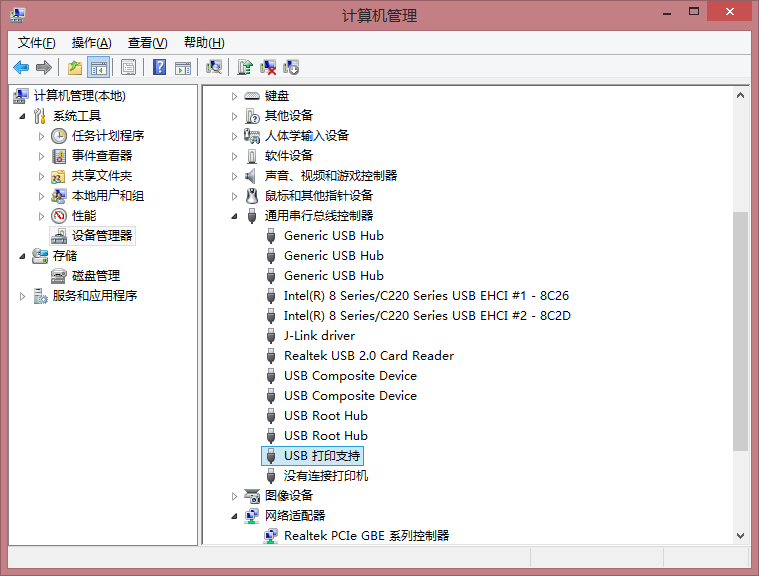 计算机管理
文件(F) 操作(A) 查看(V) 帮助(H)
计算机管理(本地)
系统工具
任务计划程序
事件查看器
共享文件夹
本地用户和组
性能
设备管理器
存储
磁盘管理
服务和应用程序
键盘
其他设备
人体学输入设备
软件设备
声音、视频和游戏控制器
鼠标和其他指针设备
通用串行总线控制器
Generic USB Hub
Generic USB Hub
Generic USB Hub
Intel(R) 8 Series/C220 Series USB EHCI #1 - 8C26
Intel(R) 8 Series/C220 Series USB EHCI #2 - 8C2D
J-Link driver
Realtek USB 2.0 Card Reader
USB Composite Device
USB Composite Device
USB Root Hub
USB Root Hub
USB 打印支持
没有连接打印机
图像设备
网络适配器
Realtek PCIe GBE 系列控制器